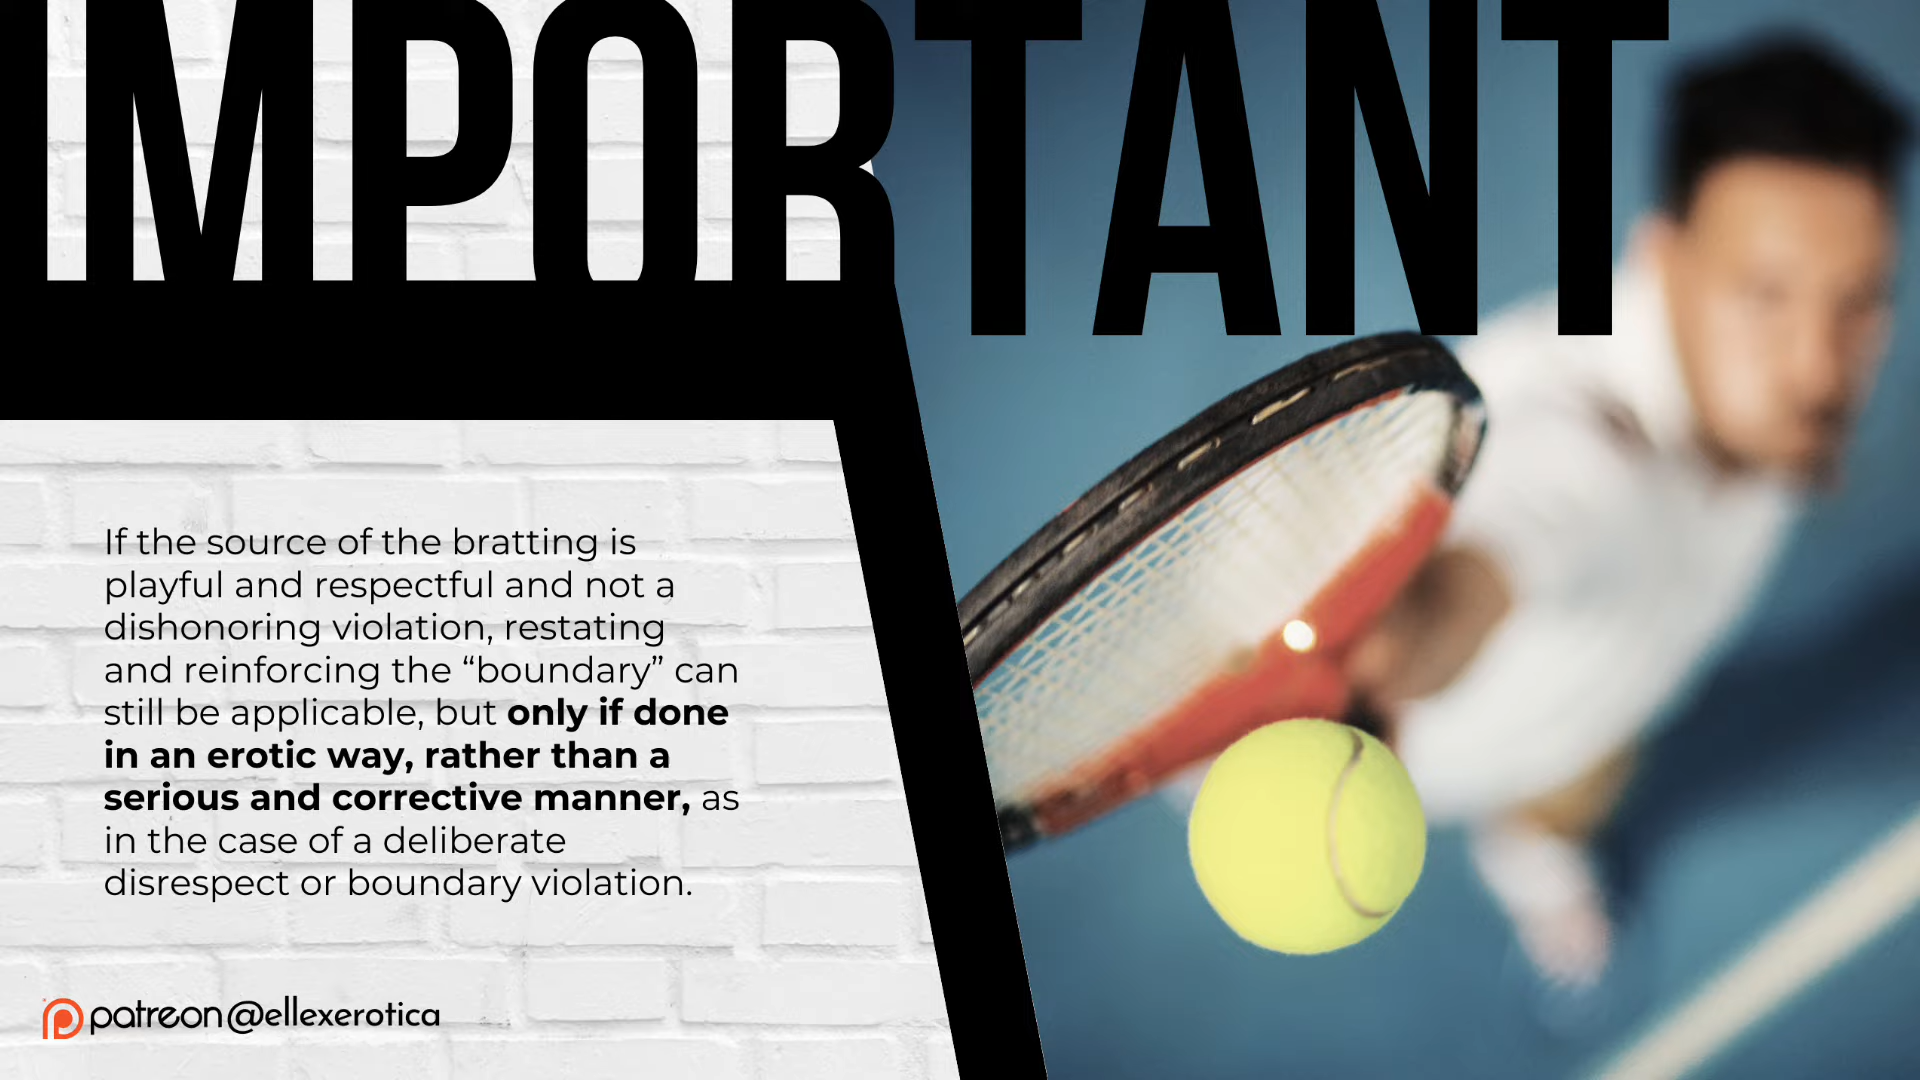 IMPORTANT
If the source of the bratting is
playful and respectful and not a
dishonoring violation, restating
and reinforcing the “boundary” can
still be applicable, but only if done
in an erotic way, rather than a
serious and corrective manner, as
in the case of a deliberate
disrespect or boundary violation.
patreon@ellexerotica